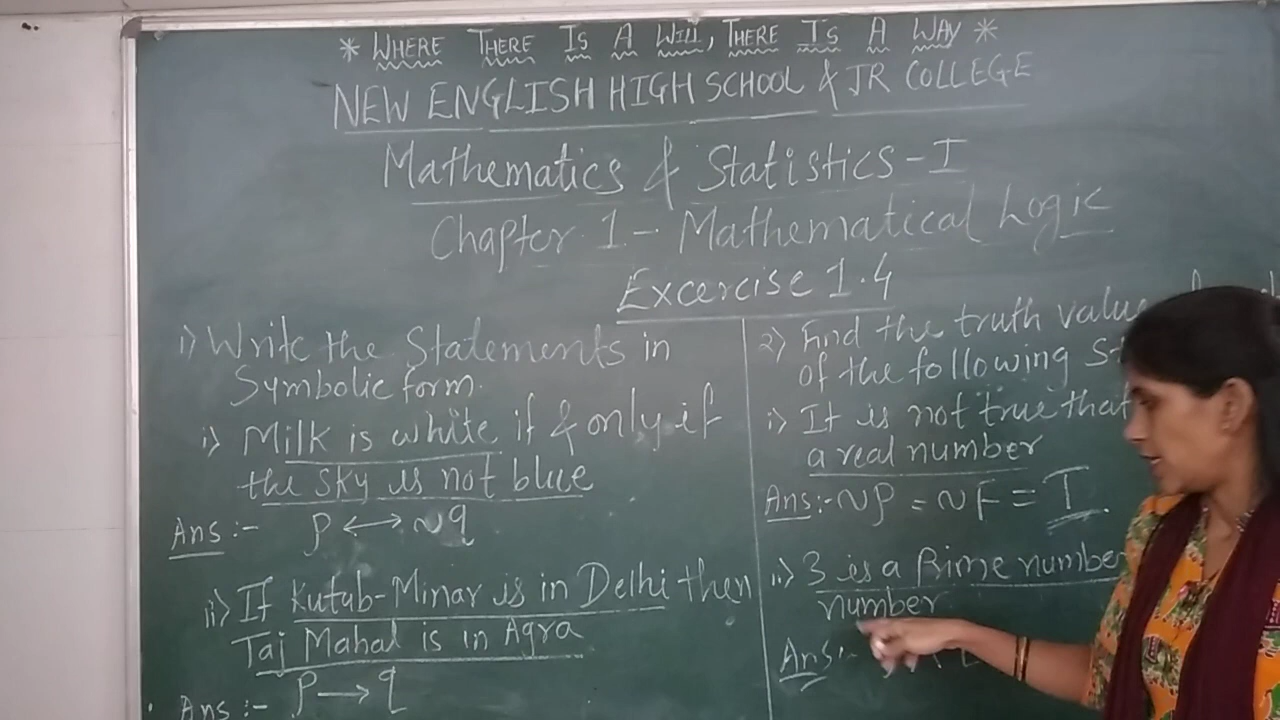 * WHERE THERE IS A WILL, THERE IS A WAY *
NEW ENGLISH HIGH SCHOOL & JR COLLEGE
Mathematics & Statistics - I
Chapter 1 - Mathematical Logic
Excercise 1.4
1) Write the Statements in
Symbolic form.
i) Milk is white if & only if
the sky is not blue
Ans :- p ↔ ~q
ii) If Kutub-Minar is in Delhi then
Taj Mahal is in Agra
Ans :- p → q
2) Find the truth value
of the following
i) It is not true that
a real number
Ans :- ~p = ~F = T.
ii) 3 is a Prime number
number
Ans :-